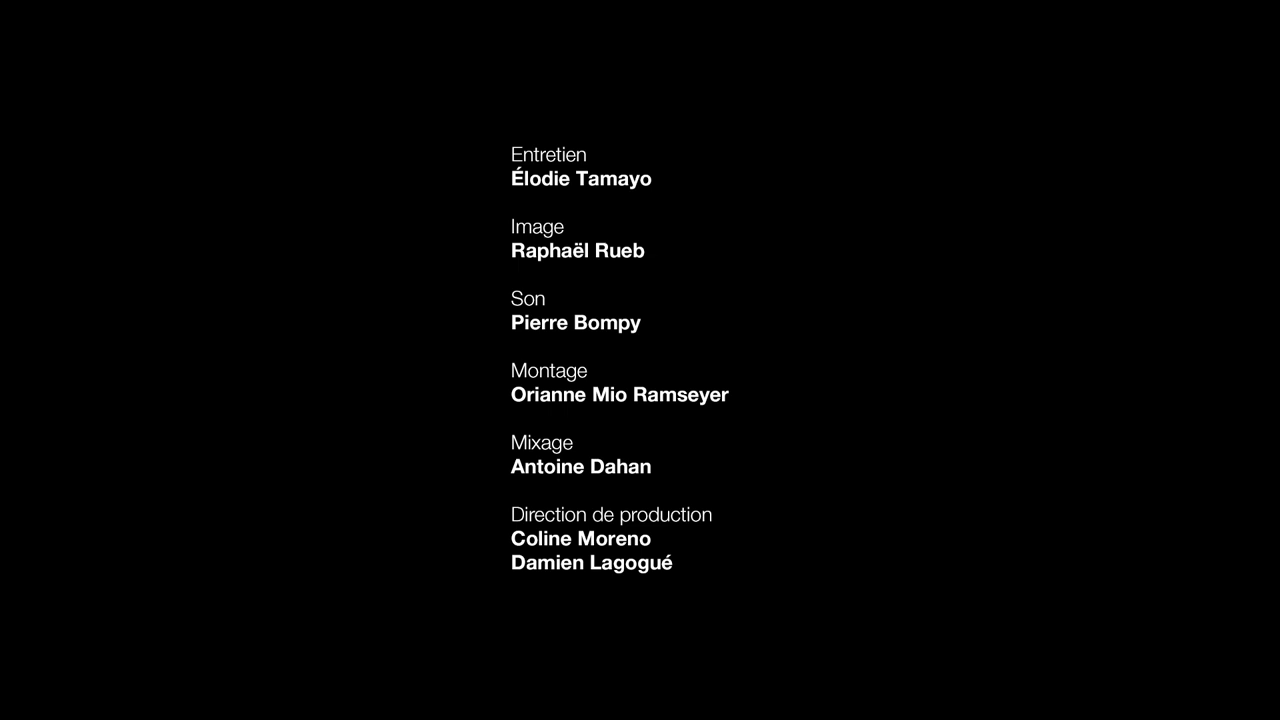 Entretien
Élodie Tamayo
Image
Raphaël Rueb
Son
Pierre Bompy
Montage
Orianne Mio Ramseyer
Mixage
Antoine Dahan
Direction de production
Coline Moreno
Damien Lagogué